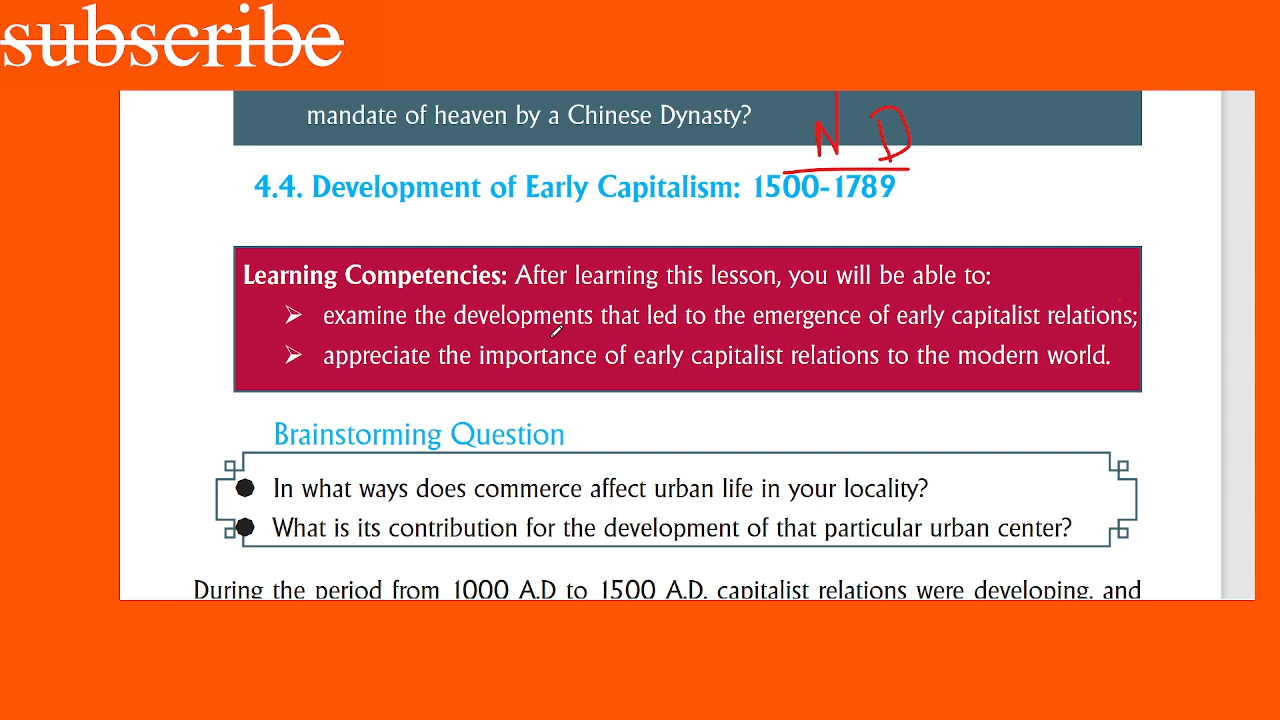 subscribe
mandate of heaven by a Chinese Dynasty?
N D
4.4. Development of Early Capitalism: 1500-1789
Learning Competencies: After learning this lesson, you will be able to:
➢ examine the developments that led to the emergence of early capitalist relations;
➢ appreciate the importance of early capitalist relations to the modern world.
Brainstorming Question
● In what ways does commerce affect urban life in your locality?
● What is its contribution for the development of that particular urban center?
During the period from 1000 A.D to 1500 A.D. capitalist relations were developing, and